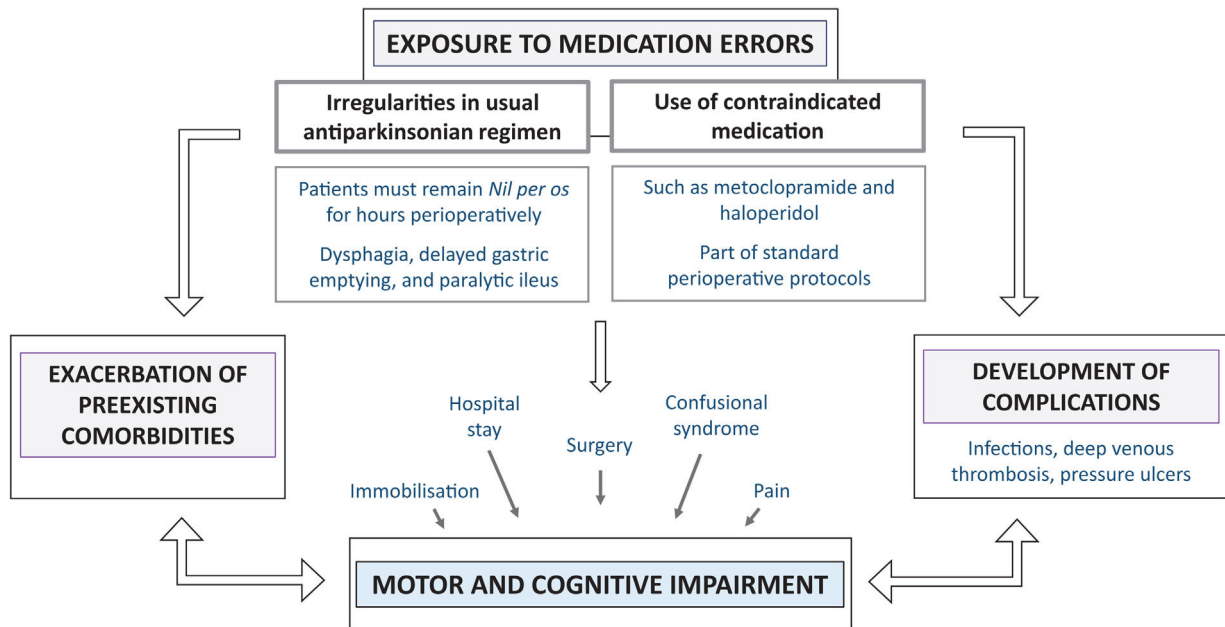 EXPOSURE TO MEDICATION ERRORS
Irregularities in usual
antiparkinsonian regimen
Use of contraindicated
medication
Patients must remain Nil per os
for hours perioperatively
Dysphagia, delayed gastric
emptying, and paralytic ileus
Such as metoclopramide and
haloperidol
Part of standard
perioperative protocols
EXACERBATION OF
PREEXISTING
COMORBIDITIES
Hospital
stay
Surgery
Confusional
syndrome
Immobilisation
Pain
DEVELOPMENT OF
COMPLICATIONS
Infections, deep venous
thrombosis, pressure ulcers
MOTOR AND COGNITIVE IMPAIRMENT